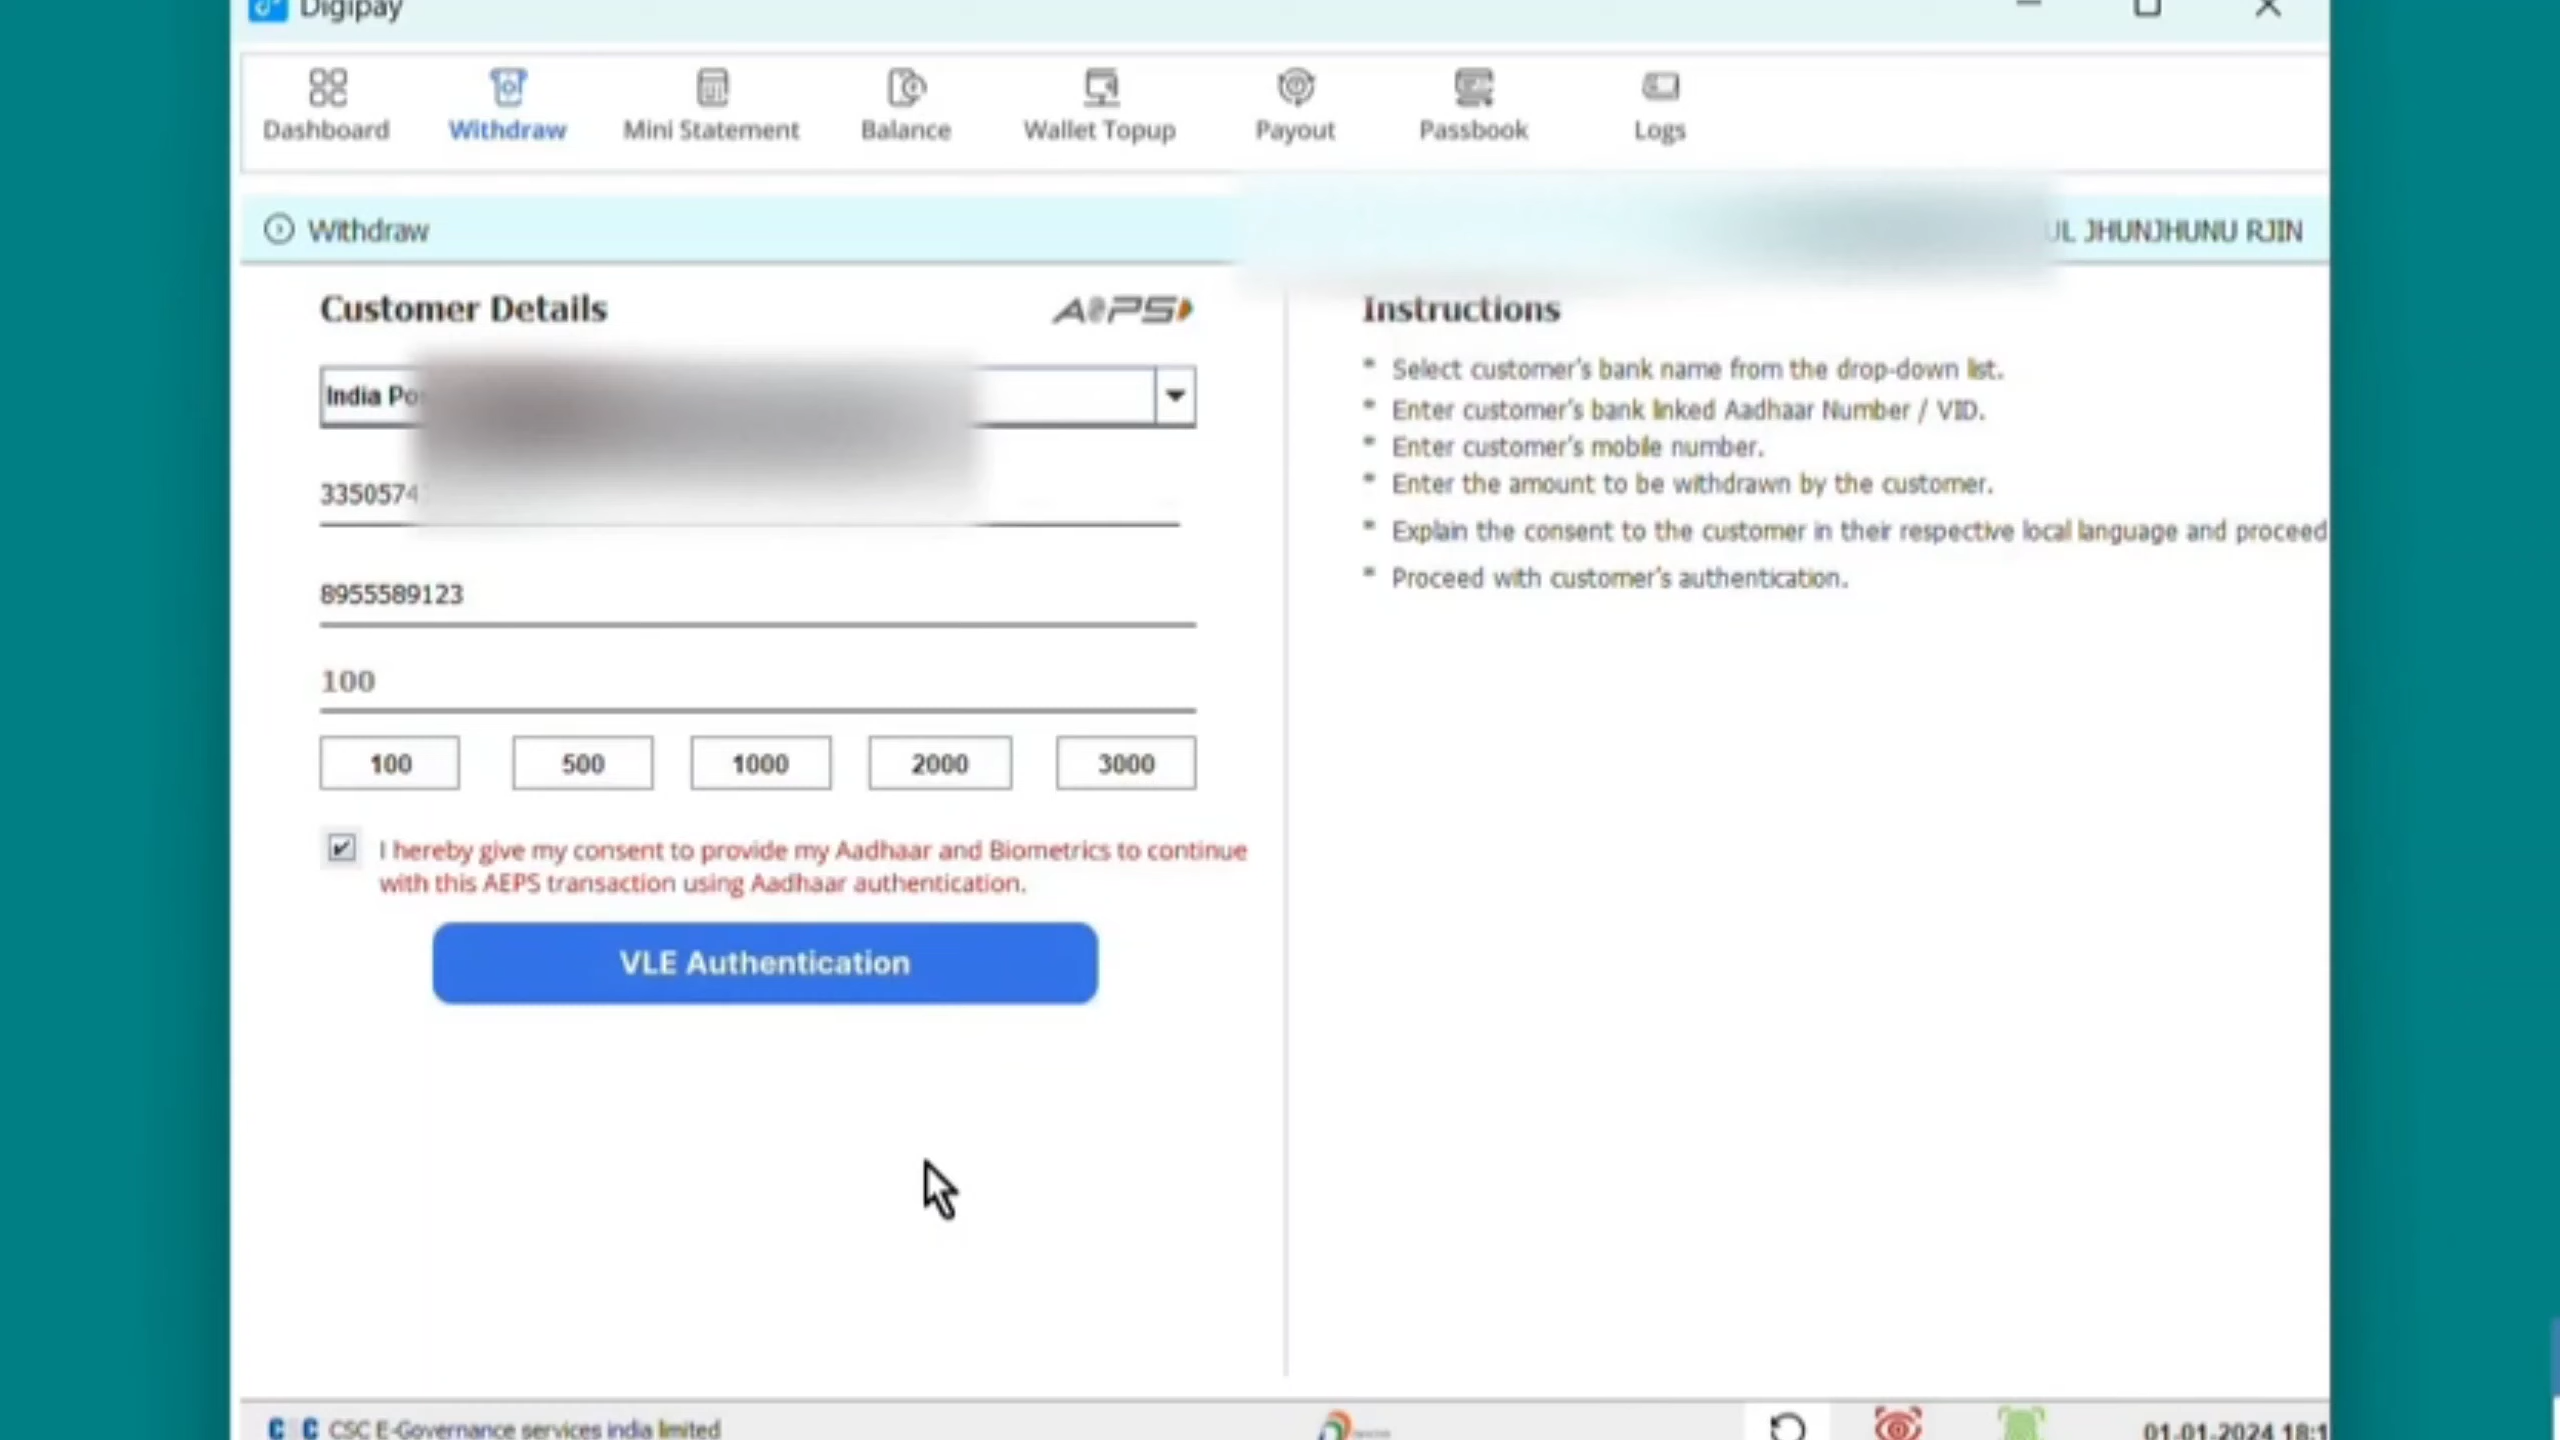 Digipay
Dashboard
Withdraw
Mini Statement
Balance
Wallet Topup
Payout
Passbook
Logs
Withdraw
UL JHUNJHUNU RJIN
Customer Details
AePS
India Po
3350574
8955589123
100
100
500
1000
2000
3000
I hereby give my consent to provide my Aadhaar and Biometrics to continue
with this AEPS transaction using Aadhaar authentication.
VLE Authentication
Instructions
* Select customer's bank name from the drop-down list.
* Enter customer's bank linked Aadhaar Number / VID.
* Enter customer's mobile number.
* Enter the amount to be withdrawn by the customer.
* Explain the consent to the customer in their respective local language and proceed
* Proceed with customer's authentication.
CSC E-Governance services india limited
01.01.2024 18:1